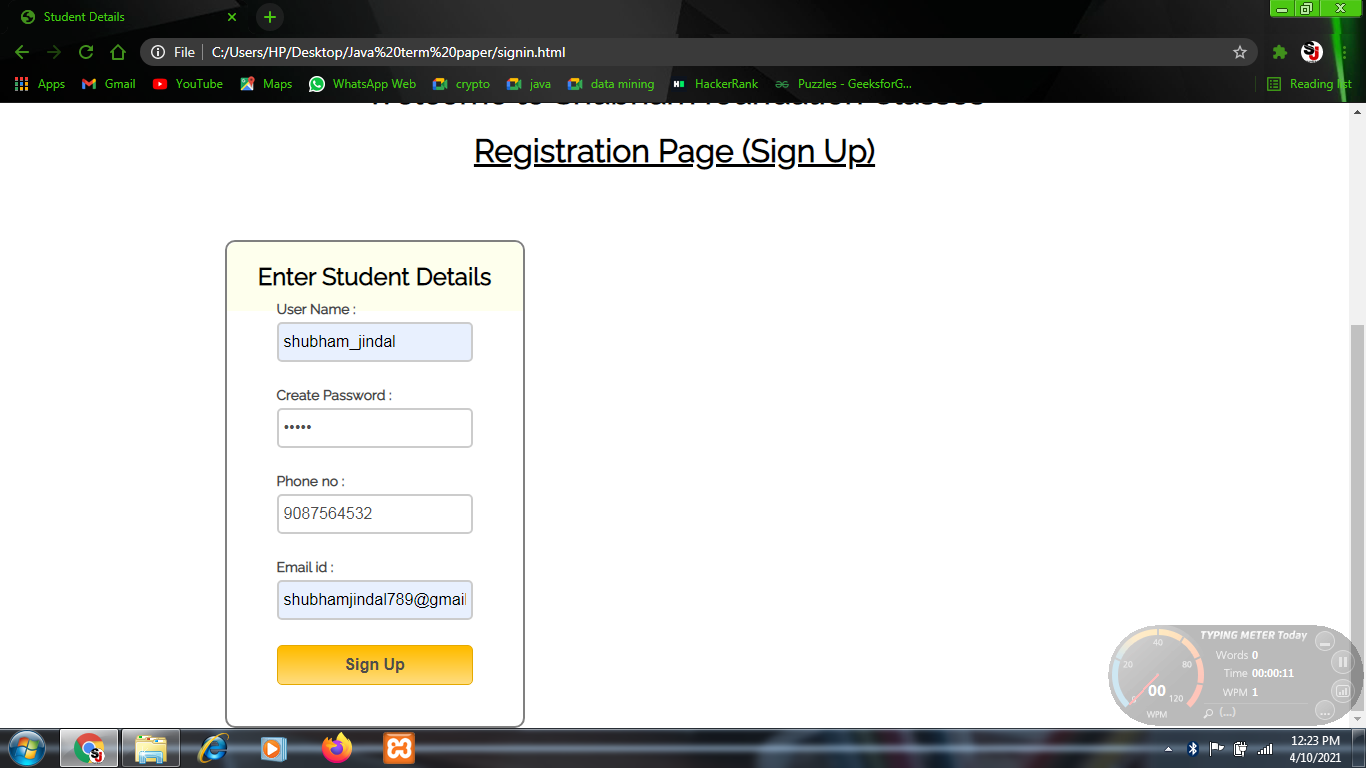 Student Details
File C:/Users/HP/Desktop/Java%20term%20paper/signin.html
Apps Gmail YouTube Maps WhatsApp Web crypto java data mining HackerRank Puzzles - GeeksforG... Reading list
Registration Page (Sign Up)
Enter Student Details
User Name :
shubham_jindal
Create Password :
•••••
Phone no :
9087564532
Email id :
shubhamjindal789@gmail
Sign Up
TYPING METER Today
Words 0
Time 00:00:11
WPM 1
(...)
0 20 40 80 120
00
WPM
12:23 PM
4/10/2021